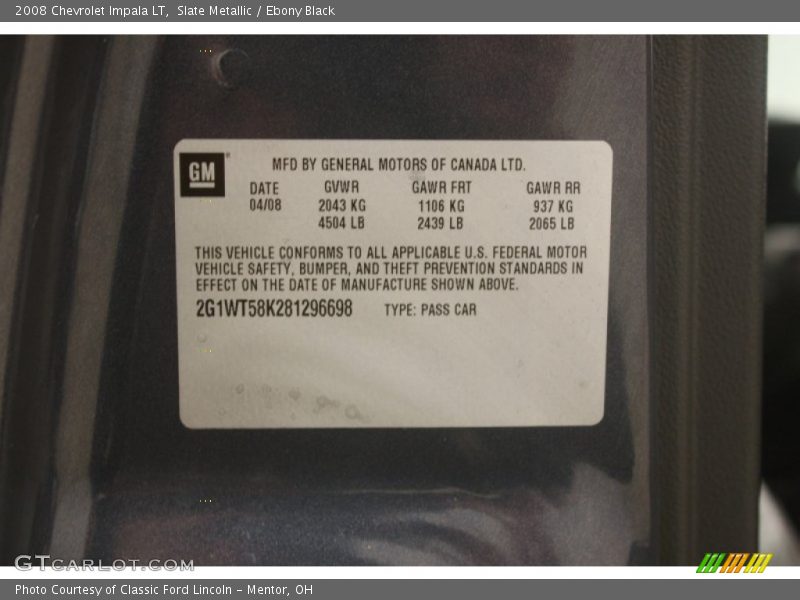 2008 Chevrolet Impala LT, Slate Metallic / Ebony Black
GM®
MFD BY GENERAL MOTORS OF CANADA LTD.
DATE GVWR GAWR FRT GAWR RR
04/08 2043 KG 1106 KG 937 KG
4504 LB 2439 LB 2065 LB
THIS VEHICLE CONFORMS TO ALL APPLICABLE U.S. FEDERAL MOTOR
VEHICLE SAFETY, BUMPER, AND THEFT PREVENTION STANDARDS IN
EFFECT ON THE DATE OF MANUFACTURE SHOWN ABOVE.
2G1WT58K281296698 TYPE: PASS CAR
GTCARLOT.COM
Photo Courtesy of Classic Ford Lincoln – Mentor, OH